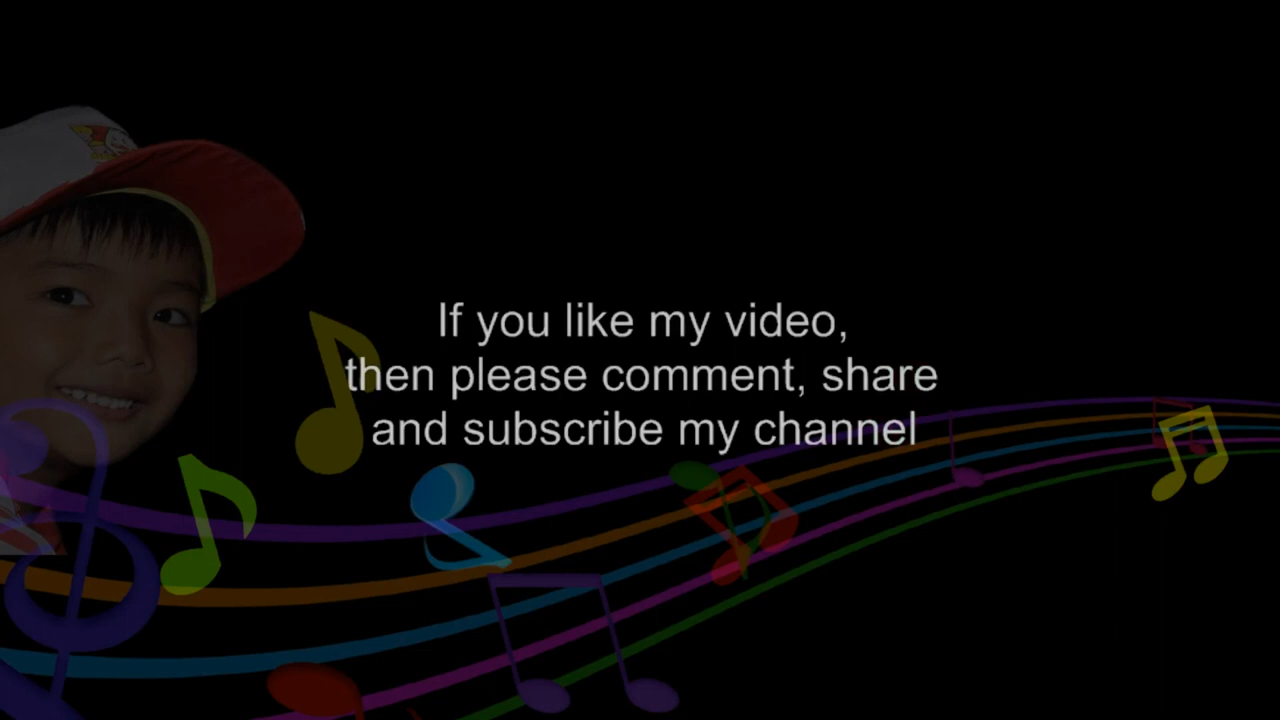 If you like my video,
then please comment, share
and subscribe my channel